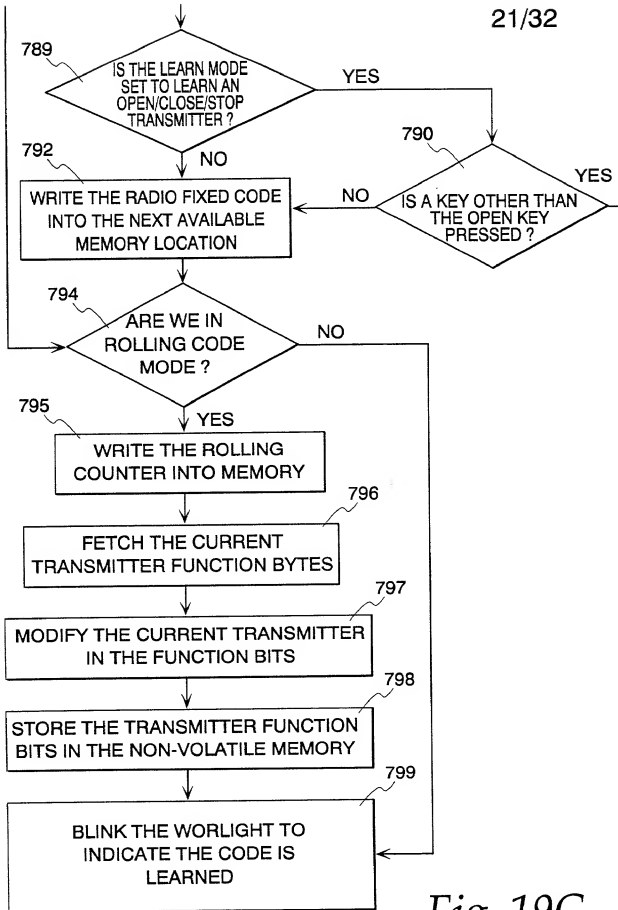 21/32
789
IS THE LEARN MODE
SET TO LEARN AN
OPEN/CLOSE/STOP
TRANSMITTER ?
YES
NO
790
IS A KEY OTHER THAN
THE OPEN KEY
PRESSED ?
YES
NO
792
WRITE THE RADIO FIXED CODE
INTO THE NEXT AVAILABLE
MEMORY LOCATION
794
ARE WE IN
ROLLING CODE
MODE ?
NO
YES
795
WRITE THE ROLLING
COUNTER INTO MEMORY
796
FETCH THE CURRENT
TRANSMITTER FUNCTION BYTES
797
MODIFY THE CURRENT TRANSMITTER
IN THE FUNCTION BITS
798
STORE THE TRANSMITTER FUNCTION
BITS IN THE NON-VOLATILE MEMORY
799
BLINK THE WORLIGHT TO
INDICATE THE CODE IS
LEARNED
Fig. 19C